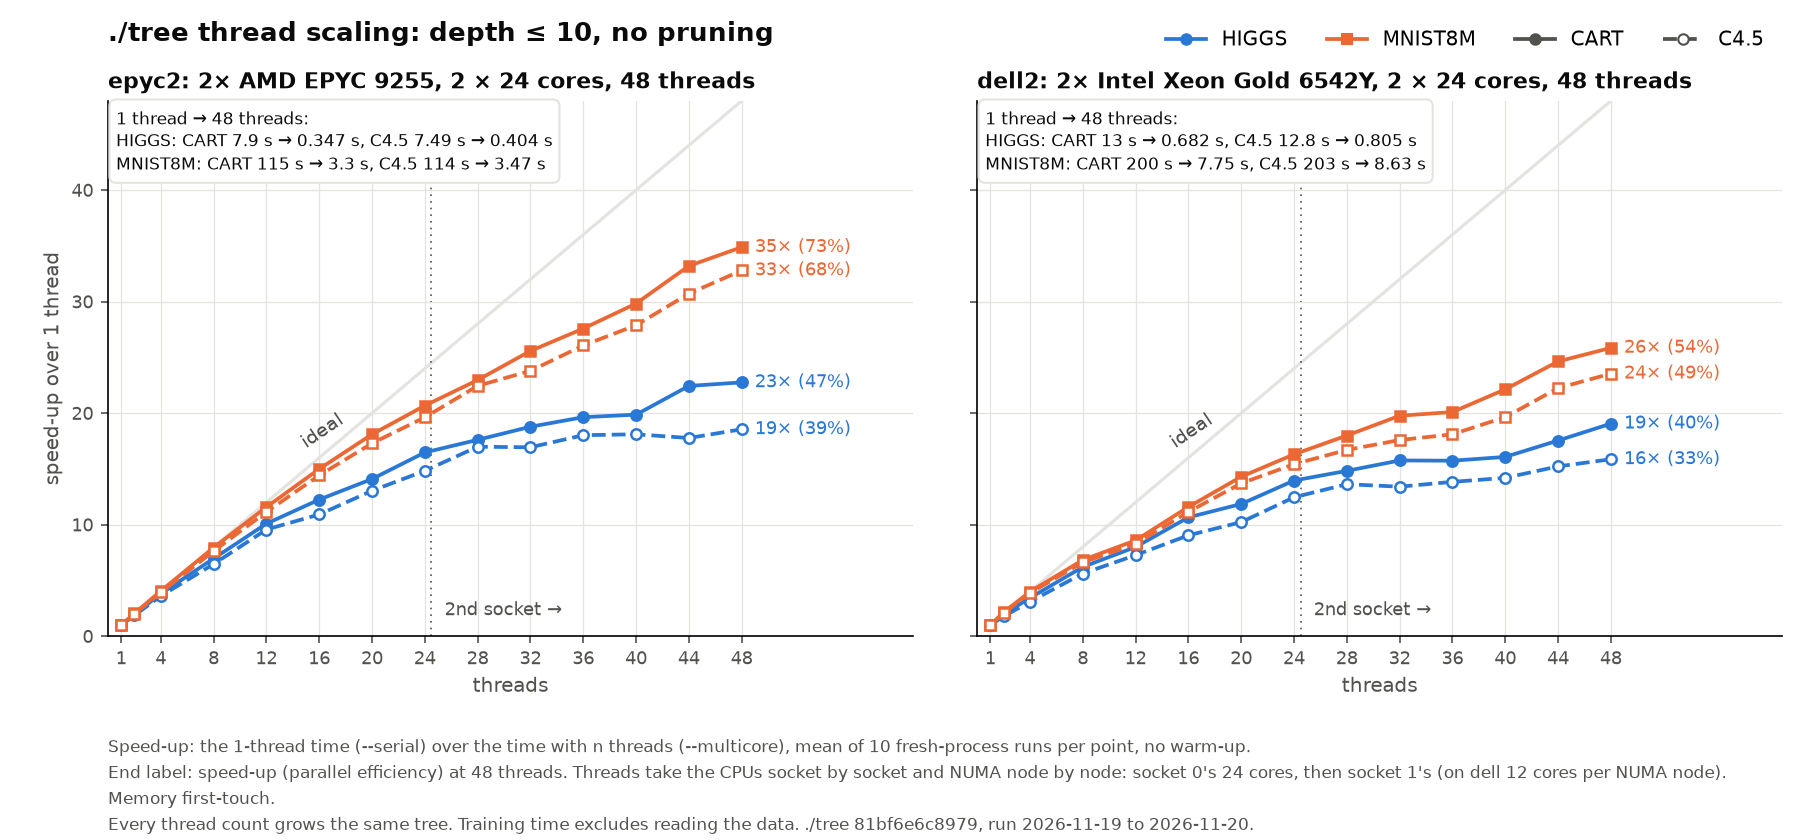 ./tree thread scaling: depth ≤ 10, no pruning
HIGGS
MNIST8M
CART
C4.5
epyc2: 2× AMD EPYC 9255, 2 × 24 cores, 48 threads
1 thread → 48 threads:
HIGGS: CART 7.9 s → 0.347 s, C4.5 7.49 s → 0.404 s
MNIST8M: CART 115 s → 3.3 s, C4.5 114 s → 3.47 s
40
30
20
10
0
speed-up over 1 thread
ideal
35× (73%)
33× (68%)
23× (47%)
19× (39%)
2nd socket →
1 4 8 12 16 20 24 28 32 36 40 44 48
threads
dell2: 2× Intel Xeon Gold 6542Y, 2 × 24 cores, 48 threads
1 thread → 48 threads:
HIGGS: CART 13 s → 0.682 s, C4.5 12.8 s → 0.805 s
MNIST8M: CART 200 s → 7.75 s, C4.5 203 s → 8.63 s
ideal
26× (54%)
24× (49%)
19× (40%)
16× (33%)
2nd socket →
1 4 8 12 16 20 24 28 32 36 40 44 48
threads
Speed-up: the 1-thread time (--serial) over the time with n threads (--multicore), mean of 10 fresh-process runs per point, no warm-up.
End label: speed-up (parallel efficiency) at 48 threads. Threads take the CPUs socket by socket and NUMA node by node: socket 0's 24 cores, then socket 1's (on dell 12 cores per NUMA node).
Memory first-touch.
Every thread count grows the same tree. Training time excludes reading the data. ./tree 81bf6e6c8979, run 2026-11-19 to 2026-11-20.